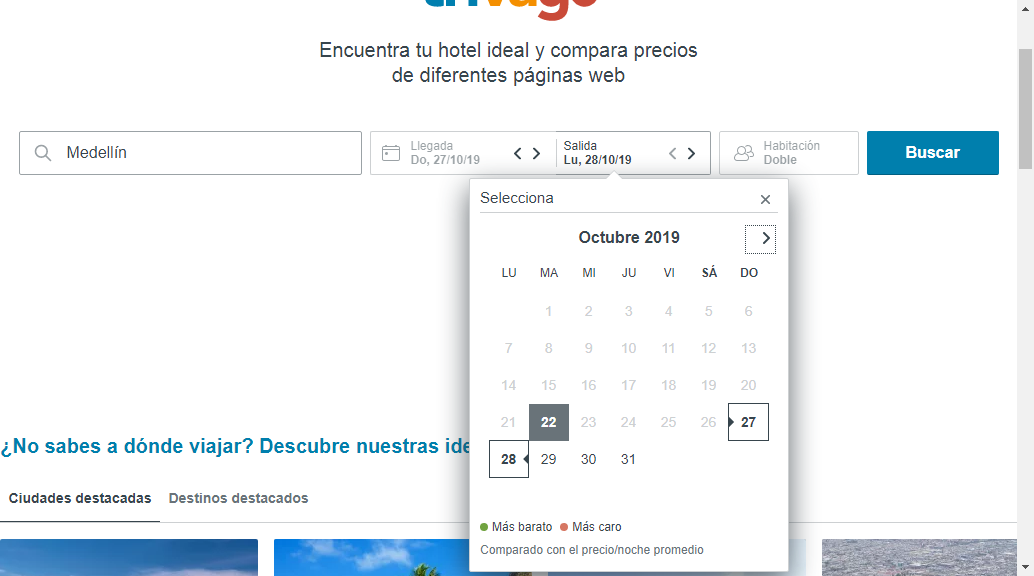 trivago
Encuentra tu hotel ideal y compara precios
de diferentes páginas web
Medellín
Llegada
Do, 27/10/19
Salida
Lu, 28/10/19
Habitación
Doble
Buscar
Selecciona
Octubre 2019
LU MA MI JU VI SÁ DO
1 2 3 4 5 6
7 8 9 10 11 12 13
14 15 16 17 18 19 20
21 22 23 24 25 26 27
28 29 30 31
Más barato Más caro
Comparado con el precio/noche promedio
¿No sabes a dónde viajar? Descubre nuestras ide
Ciudades destacadas Destinos destacados